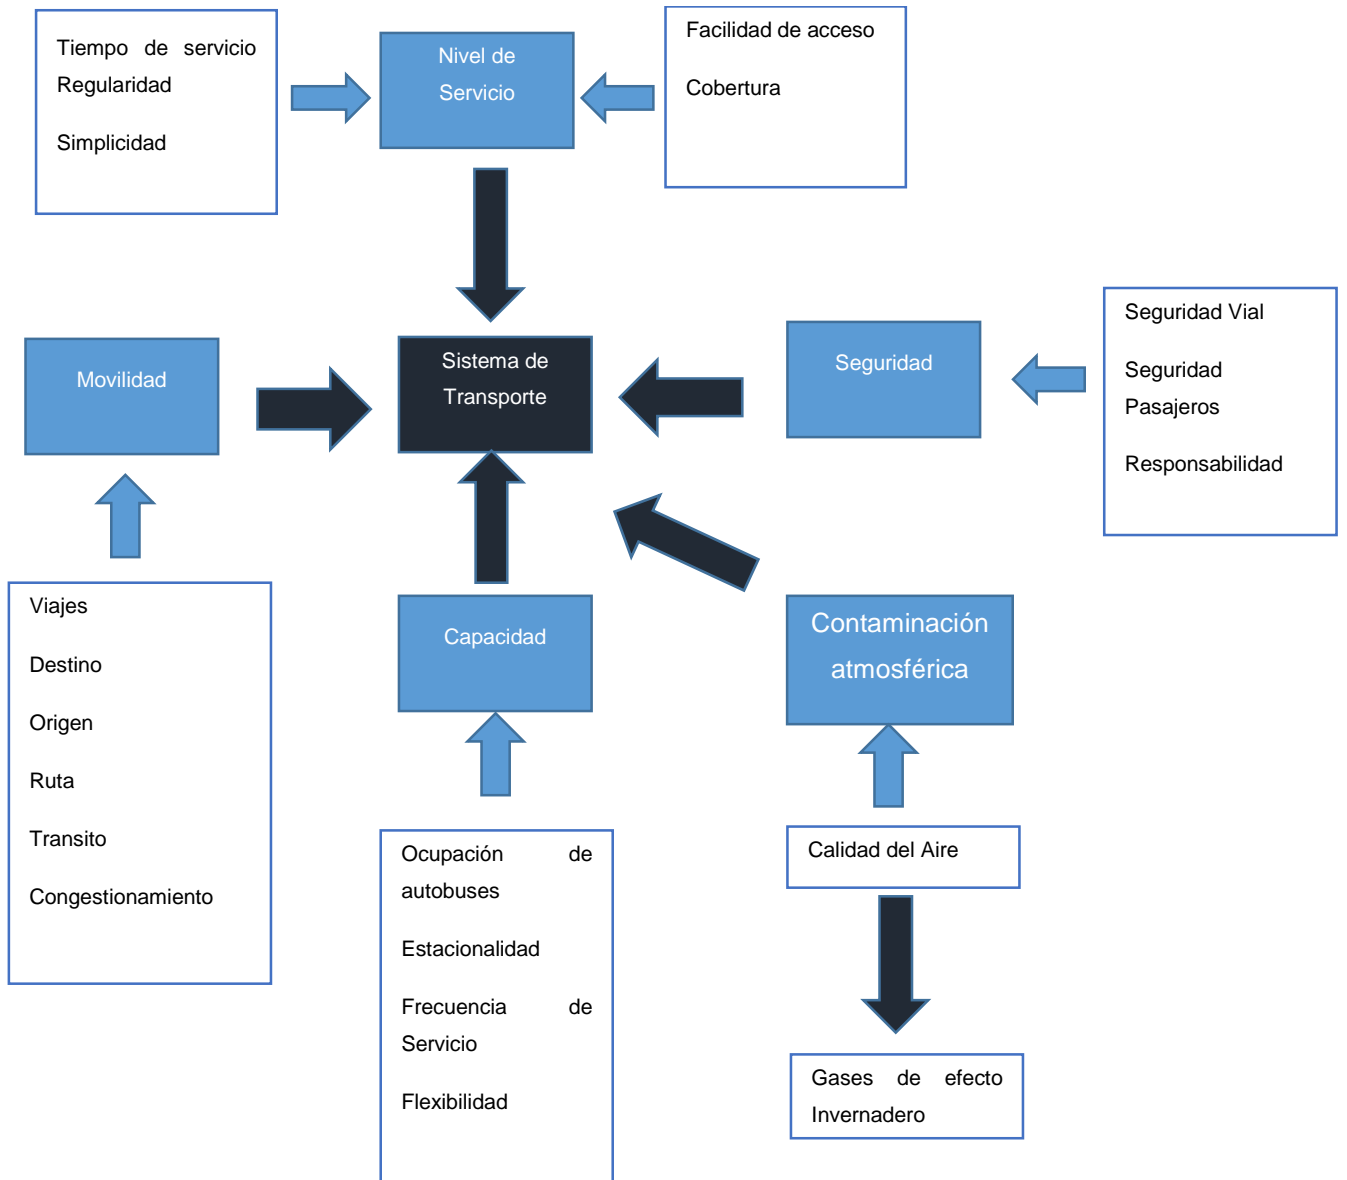 Tiempo de servicio
Regularidad
Simplicidad
Nivel de
Servicio
Facilidad de acceso
Cobertura
Movilidad
Sistema de
Transporte
Seguridad
Seguridad Vial
Seguridad
Pasajeros
Responsabilidad
Viajes
Destino
Origen
Ruta
Transito
Congestionamiento
Capacidad
Contaminación
atmosférica
Ocupación de
autobuses
Estacionalidad
Frecuencia de
Servicio
Flexibilidad
Calidad del Aire
Gases de efecto
Invernadero